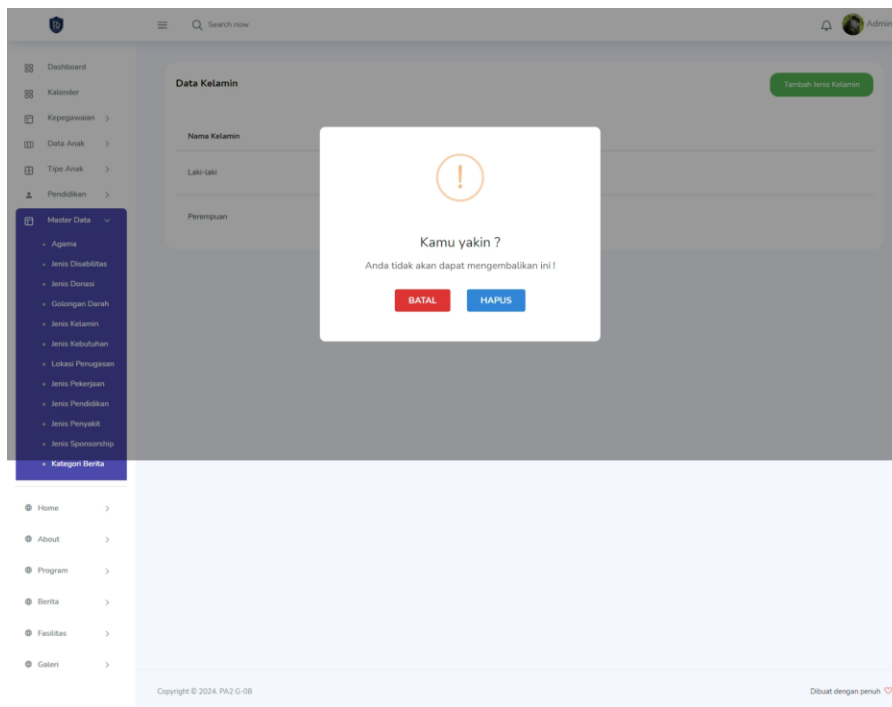 Search now
Admin
Dashboard
Kalender
Kepegawaian
Data Anak
Tipe Anak
Pendidikan
Master Data
Agama
Jenis Disabilitas
Jenis Donasi
Golongan Darah
Jenis Kelamin
Jenis Kebutuhan
Lokasi Penugasan
Jenis Pekerjaan
Jenis Pendidikan
Jenis Penyakit
Jenis Sponsorship
Kategori Berita
Home
About
Program
Berita
Fasilitas
Galeri
Data Kelamin
Tambah Jenis Kelamin
Nama Kelamin
Laki-laki
Perempuan
!
Kamu yakin ?
Anda tidak akan dapat mengembalikan ini !
BATAL HAPUS
Copyright © 2024. PA2 G-08
Dibuat dengan penuh